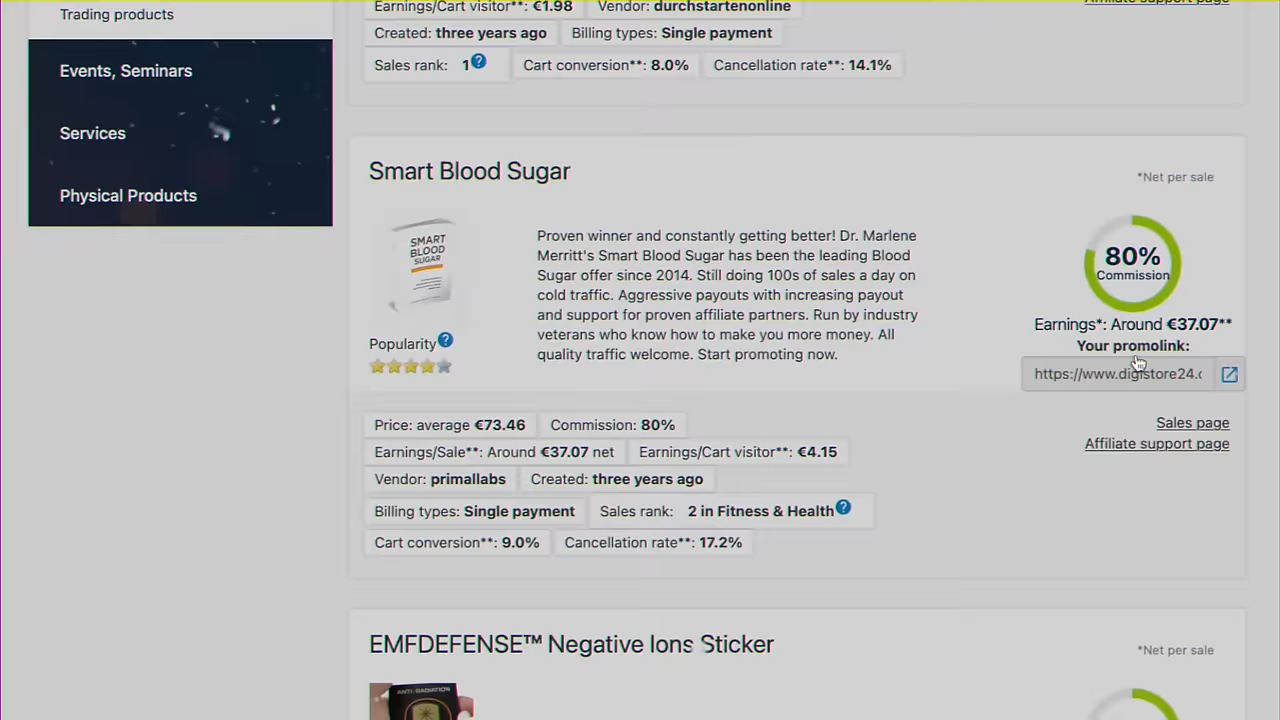 Trading products
Events, Seminars
Services
Physical Products
Earnings/Cart visitor**: €1.98
Vendor: durchstartenonline
Affiliate support page
Created: three years ago
Billing types: Single payment
Sales rank: 1?
Cart conversion**: 8.0%
Cancellation rate**: 14.1%
Smart Blood Sugar
*Net per sale
SMART
BLOOD
SUGAR
Popularity?
Proven winner and constantly getting better! Dr. Marlene
Merritt's Smart Blood Sugar has been the leading Blood
Sugar offer since 2014. Still doing 100s of sales a day on
cold traffic. Aggressive payouts with increasing payout
and support for proven affiliate partners. Run by industry
veterans who know how to make you more money. All
quality traffic welcome. Start promoting now.
80%
Commission
Earnings*: Around €37.07**
Your promolink:
https://www.digistore24.c
Sales page
Affiliate support page
Price: average €73.46
Commission: 80%
Earnings/Sale**: Around €37.07 net
Earnings/Cart visitor**: €4.15
Vendor: primallabs
Created: three years ago
Billing types: Single payment
Sales rank: 2 in Fitness & Health?
Cart conversion**: 9.0%
Cancellation rate**: 17.2%
EMFDEFENSE™ Negative Ions Sticker
*Net per sale
ANTI-RADIATION